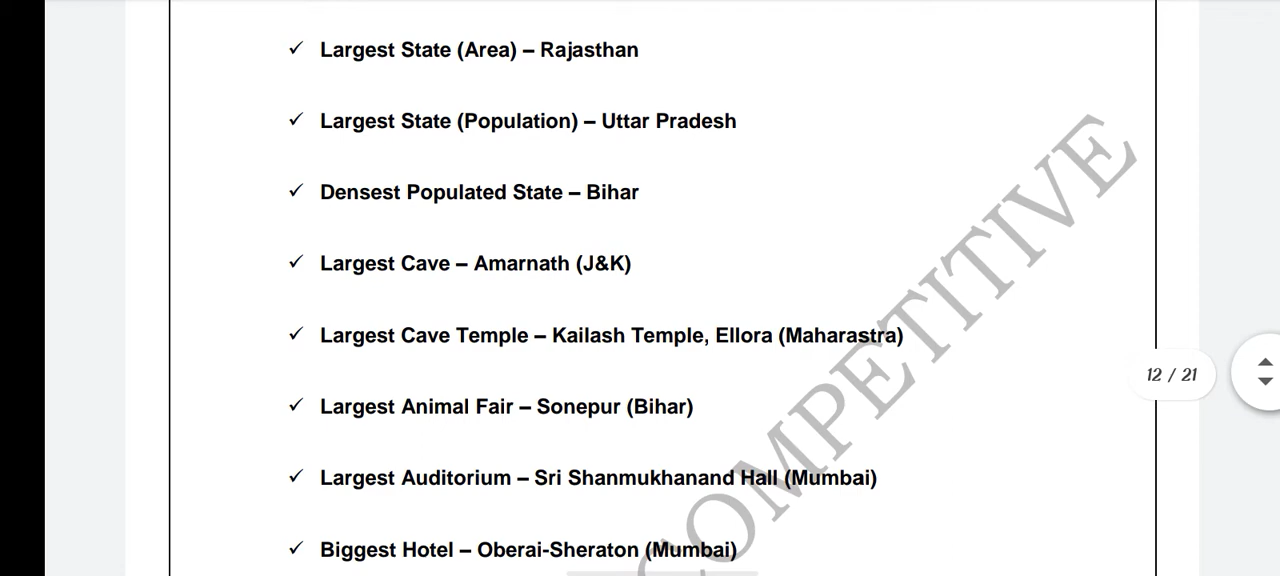 ✓ Largest State (Area) – Rajasthan
✓ Largest State (Population) – Uttar Pradesh
✓ Densest Populated State – Bihar
✓ Largest Cave – Amarnath (J&K)
✓ Largest Cave Temple – Kailash Temple, Ellora (Maharastra)
12 / 21
✓ Largest Animal Fair – Sonepur (Bihar)
✓ Largest Auditorium – Sri Shanmukhanand Hall (Mumbai)
✓ Biggest Hotel – Oberai-Sheraton (Mumbai)
COMPETITIVE